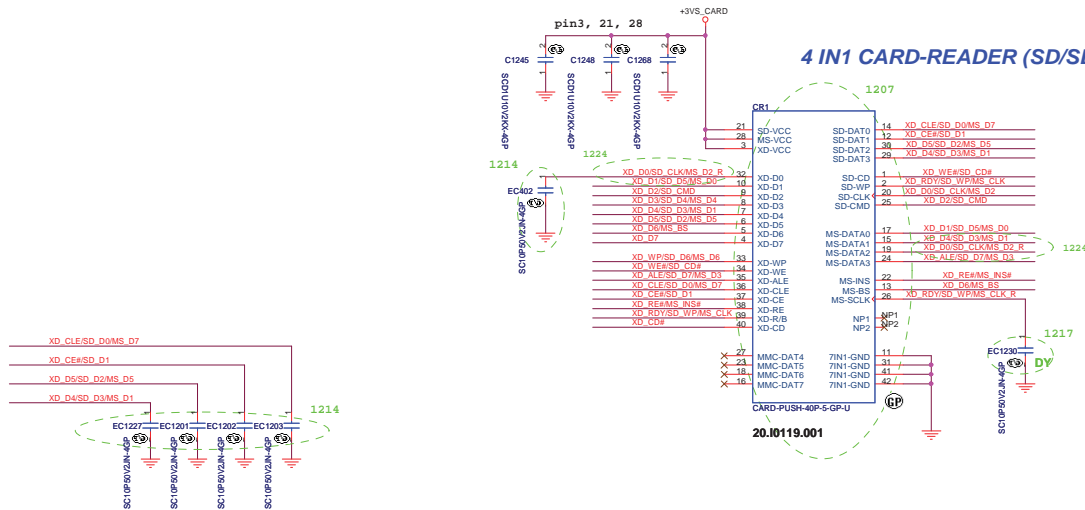 +3VS_CARD
pin3, 21, 28
4 IN1 CARD-READER (SD/SD
C1245
C1248
C1268
2
2
2
1
1
1
SCD1U10V2KX-4GP
SCD1U10V2KX-4GP
SCD1U10V2KX-4GP
1207
CR1
21 SD-VCC
28 MS-VCC
3 XD-VCC
SD-DAT0 14 XD_CLE/SD_D0/MS_D7
SD-DAT1 12 XD_CE#/SD_D1
SD-DAT2 30 XD_D5/SD_D2/MS_D5
SD-DAT3 29 XD_D4/SD_D3/MS_D1
1214
1224
EC402
1
SC10P50V2JN-4GP
XD_D0/SD_CLK/MS_D2_R 32 XD-D0
XD_D1/SD_D5/MS_D0 10 XD-D1
XD_D2/SD_CMD 9 XD-D2
XD_D3/SD_D4/MS_D4 8 XD-D3
XD_D4/SD_D3/MS_D1 7 XD-D4
XD_D5/SD_D2/MS_D5 6 XD-D5
XD_D6/MS_BS 5 XD-D6
XD_D7 4 XD-D7
SD-CD 1 XD_WE#/SD_CD#
SD-WP 2 XD_RDY/SD_WP/MS_CLK
SD-CLK 20 XD_D0/SD_CLK/MS_D2
SD-CMD 25 XD_D2/SD_CMD
MS-DATA0 17 XD_D1/SD_D5/MS_D0
MS-DATA1 15 XD_D4/SD_D3/MS_D1
MS-DATA2 19 XD_D0/SD_CLK/MS_D2_R
MS-DATA3 24 XD_ALE/SD_D7/MS_D3
1224
XD_WP/SD_D6/MS_D6 33 XD-WP
XD_WE#/SD_CD# 34 XD-WE
XD_ALE/SD_D7/MS_D3 35 XD-ALE
XD_CLE/SD_D0/MS_D7 36 XD-CLE
XD_CE#/SD_D1 37 XD-CE
XD_RE#/MS_INS# 38 XD-RE
XD_RDY/SD_WP/MS_CLK 39 XD-R/B
XD_CD# 40 XD-CD
MS-INS 22 XD_RE#/MS_INS#
MS-BS 13 XD_D6/MS_BS
MS-SCLK 26 XD_RDY/SD_WP/MS_CLK_R
NP1 NP1
NP2 NP2
27 MMC-DAT4
23 MMC-DAT5
18 MMC-DAT6
16 MMC-DAT7
7IN1-GND 11
7IN1-GND 31
7IN1-GND 41
7IN1-GND 42
1217
EC1230
1
DY
SC10P50V2JN-4GP
CARD-PUSH-40P-5-GP-U
GP
20.I0119.001
XD_CLE/SD_D0/MS_D7
XD_CE#/SD_D1
XD_D5/SD_D2/MS_D5
XD_D4/SD_D3/MS_D1
1214
1
1
1
1
EC1227
EC1201
EC1202
EC1203
SC10P50V2JN-4GP
SC10P50V2JN-4GP
SC10P50V2JN-4GP
SC10P50V2JN-4GP